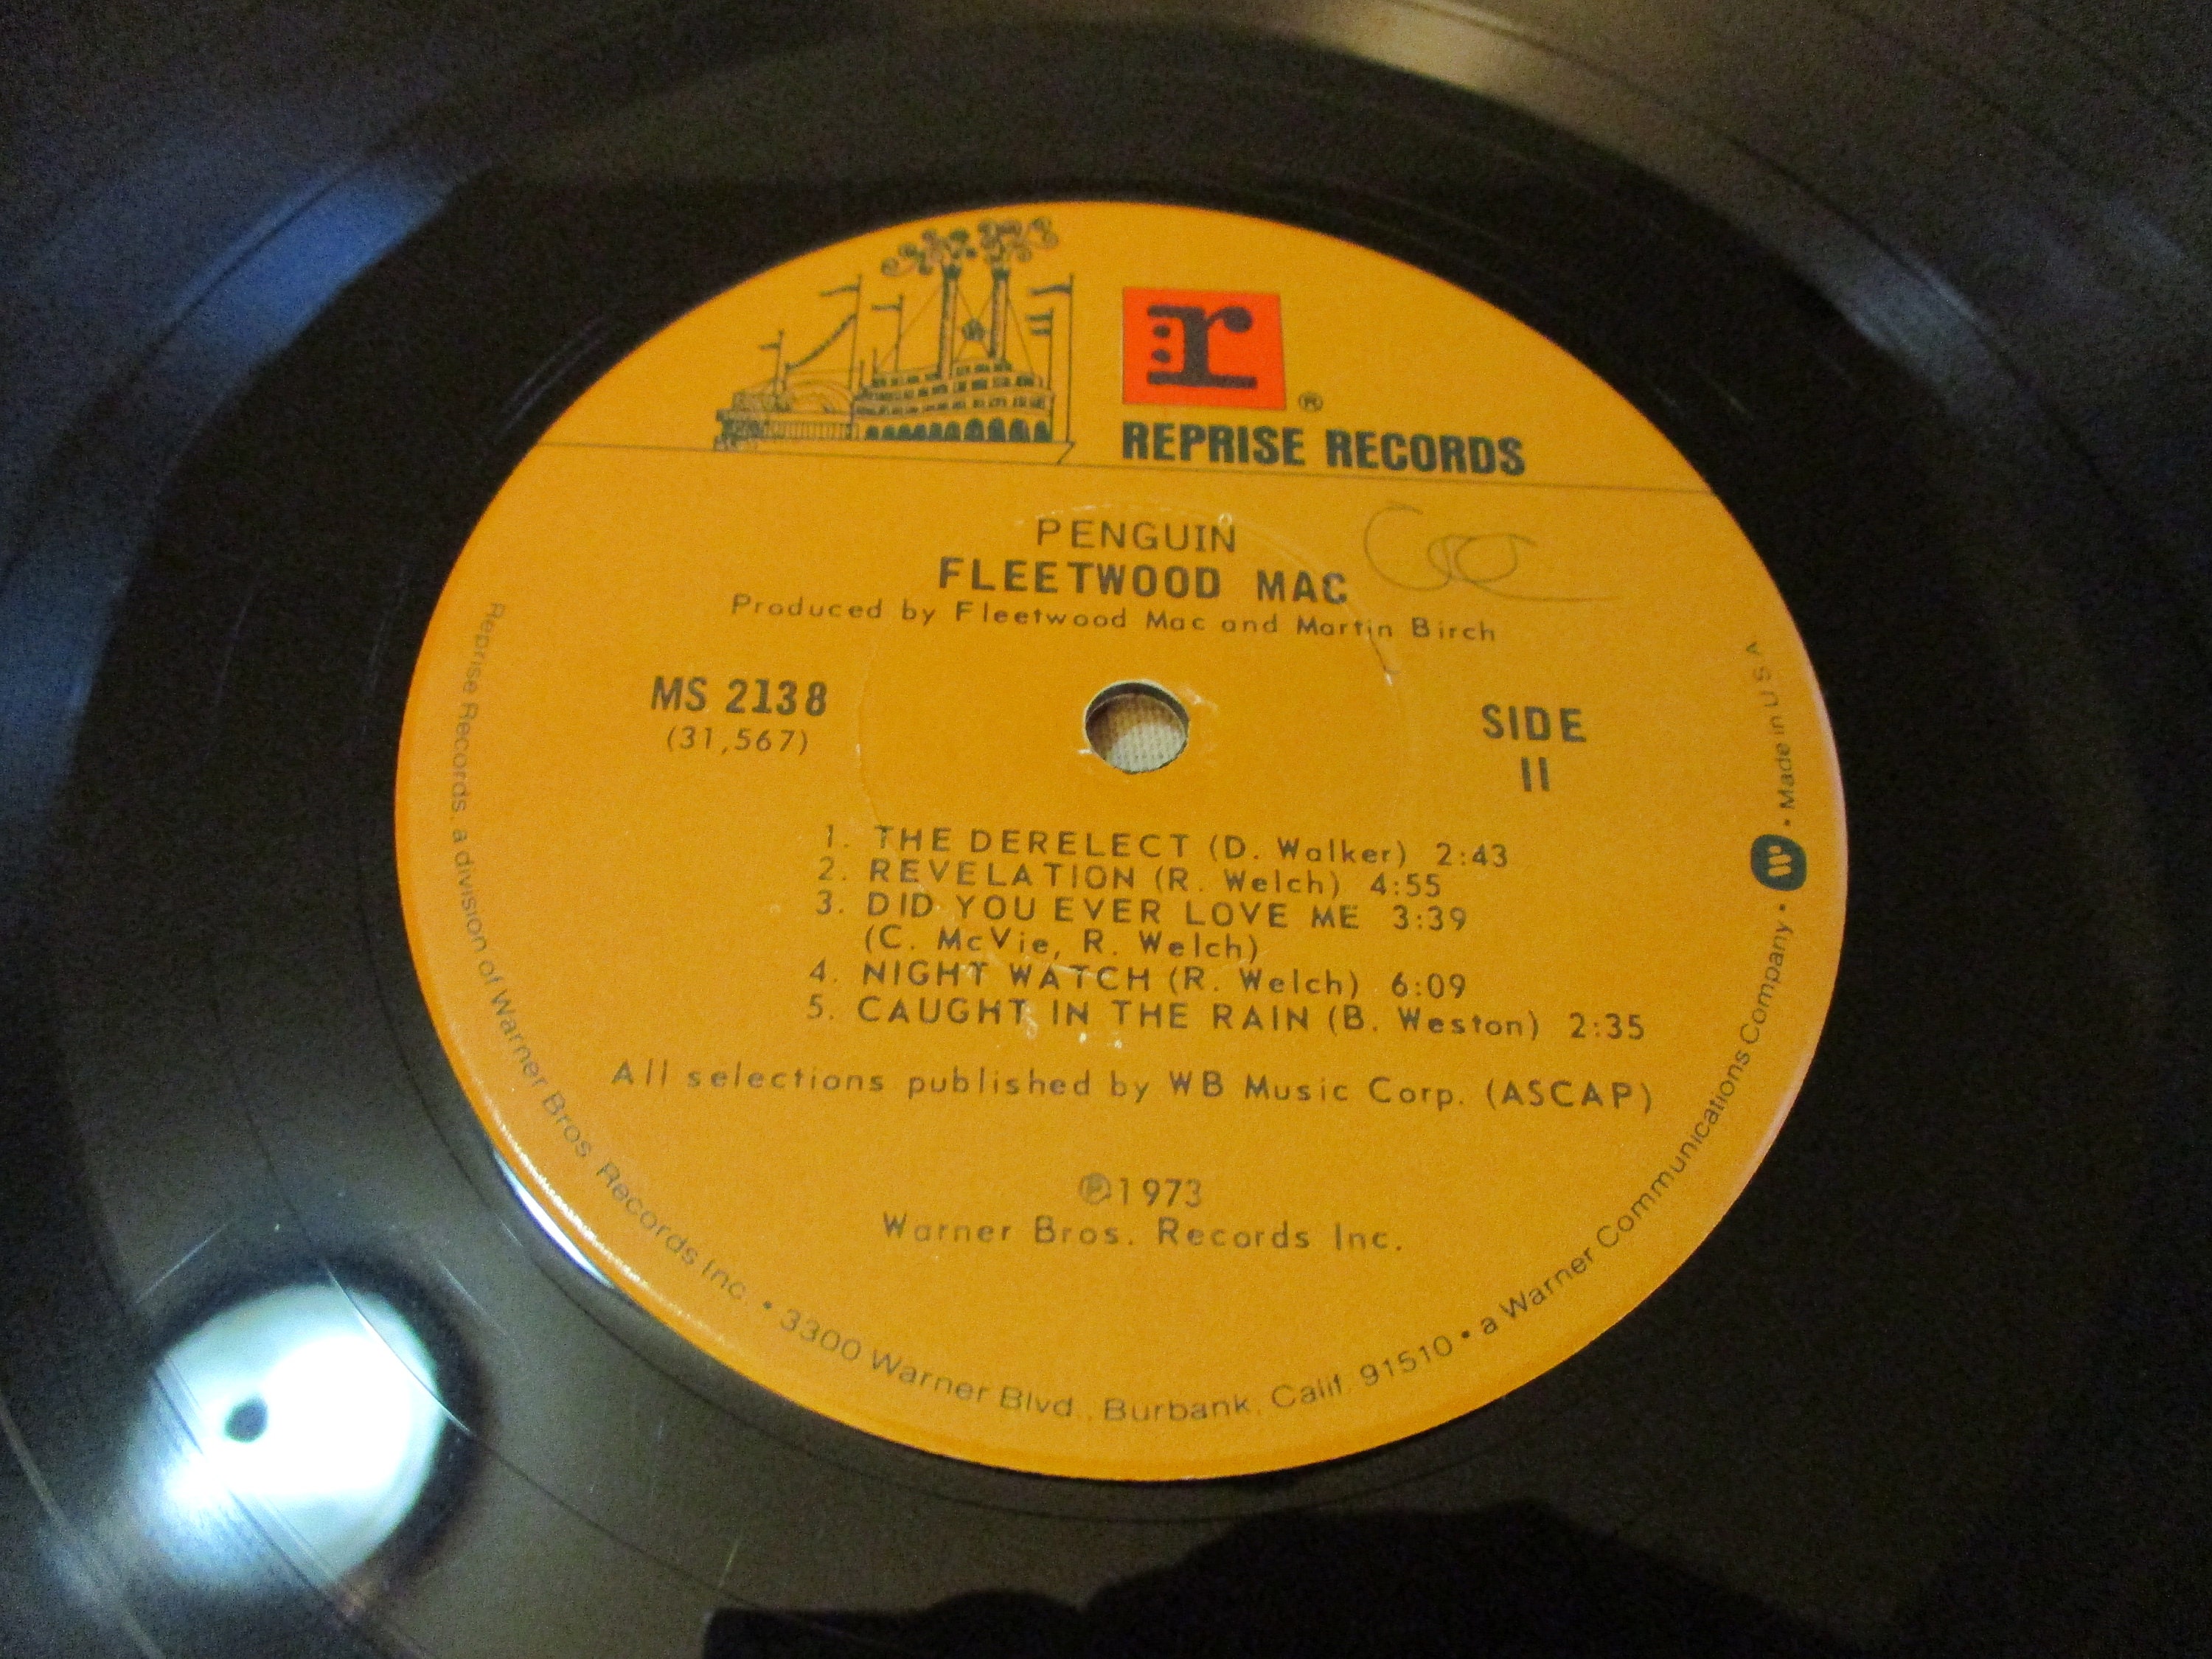 r ®
REPRISE RECORDS
PENGUIN
FLEETWOOD MAC
Produced by Fleetwood Mac and Martin Birch
MS 2138
(31,567)
SIDE
II
1. THE DERELECT (D. Walker) 2:43
2. REVELATION (R. Welch) 4:55
3. DID YOU EVER LOVE ME 3:39
(C. McVie, R. Welch)
4. NIGHT WATCH (R. Welch) 6:09
5. CAUGHT IN THE RAIN (B. Weston) 2:35
All selections published by WB Music Corp. (ASCAP)
℗1973
Warner Bros. Records Inc.
Reprise Records, a division of Warner Bros. Records Inc. • 3300 Warner Blvd., Burbank, Calif. 91510 • a Warner Communications Company • W • Made in U S A